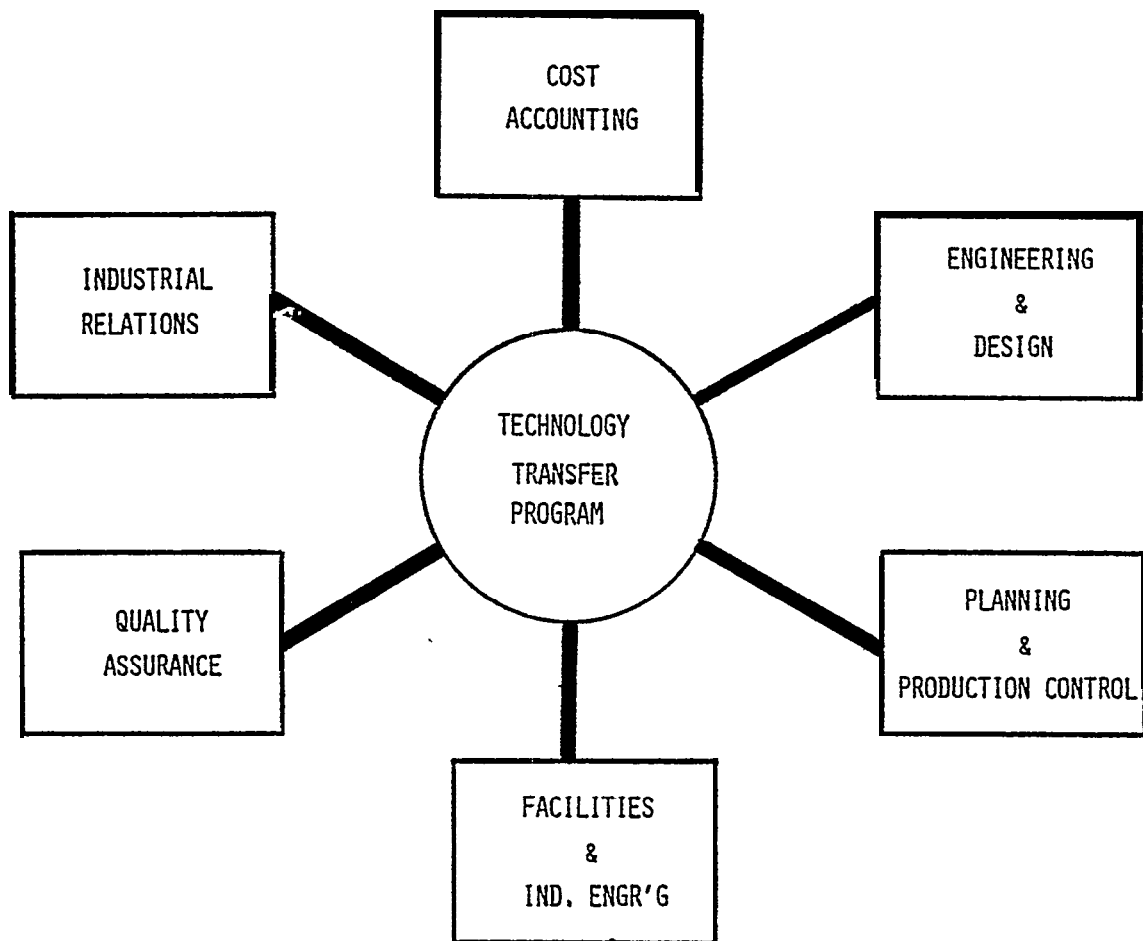 COST
ACCOUNTING
INDUSTRIAL
RELATIONS
ENGINEERING
&
DESIGN
TECHNOLOGY
TRANSFER
PROGRAM
QUALITY
ASSURANCE
PLANNING
&
PRODUCTION CONTROL
FACILITIES
&
IND. ENGR'G